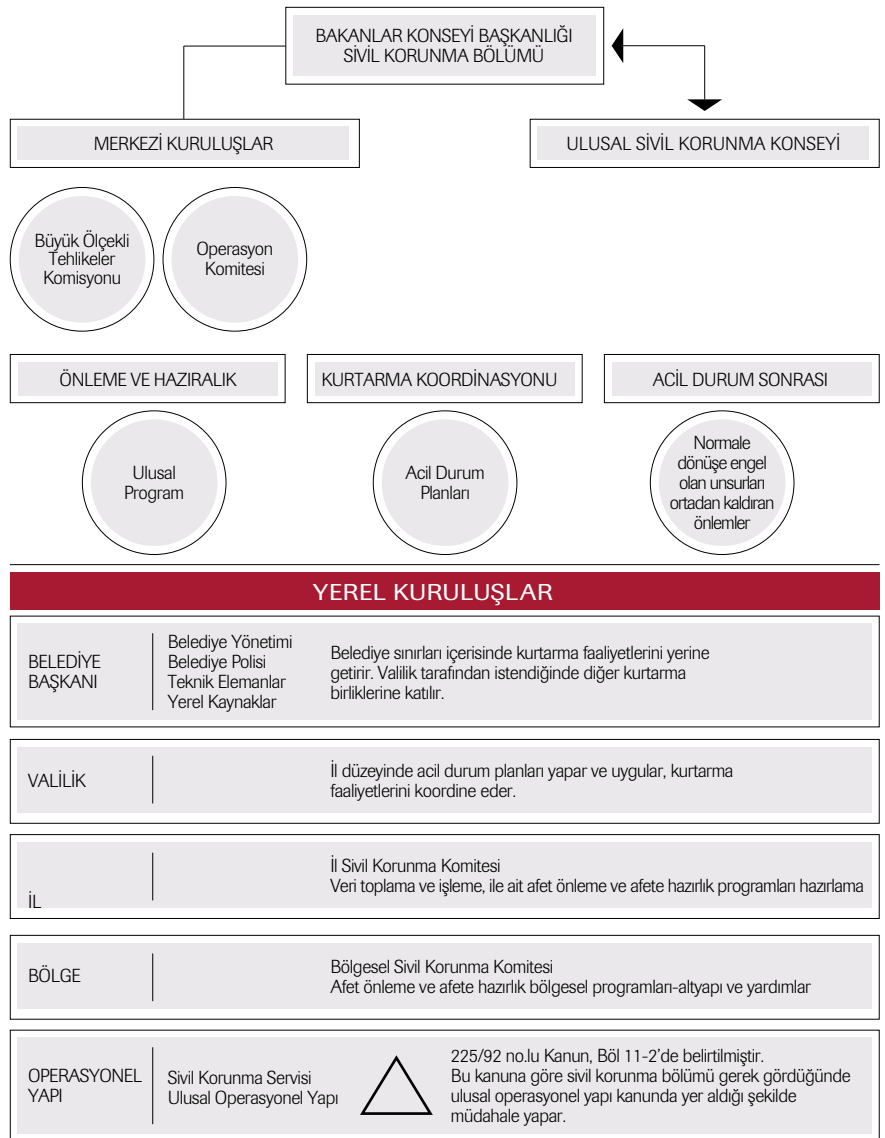 BAKANLAR KONSEYİ BAŞKANLIĞI
SİVİL KORUNMA BÖLÜMÜ
MERKEZİ KURULUŞLAR
ULUSAL SİVİL KORUNMA KONSEYİ
Büyük Ölçekli
Tehlikeler
Komisyonu
Operasyon
Komitesi
ÖNLEME VE HAZIRALIK
KURTARMA KOORDİNASYONU
ACİL DURUM SONRASI
Ulusal
Program
Acil Durum
Planları
Normale
dönüşe engel
olan unsurları
ortadan kaldıran
önlemler
YEREL KURULUŞLAR
BELEDİYE
BAŞKANI
Belediye Yönetimi
Belediye Polisi
Teknik Elemanlar
Yerel Kaynaklar
Belediye sınırları içerisinde kurtarma faaliyetlerini yerine
getirir. Valilik tarafından istendiğinde diğer kurtarma
birliklerine katılır.
VALİLİK
İl düzeyinde acil durum planları yapar ve uygular, kurtarma
faaliyetlerini koordine eder.
İL
İl Sivil Korunma Komitesi
Veri toplama ve işleme, ile ait afet önleme ve afete hazırlık programları hazırlama
BÖLGE
Bölgesel Sivil Korunma Komitesi
Afet önleme ve afete hazırlık bölgesel programları-altyapı ve yardımlar
OPERASYONEL
YAPI
Sivil Korunma Servisi
Ulusal Operasyonel Yapı
225/92 no.lu Kanun, Böl 11-2’de belirtilmiştir.
Bu kanuna göre sivil korunma bölümü gerek gördüğünde
ulusal operasyonel yapı kanunda yer aldığı şekilde
müdahale yapar.